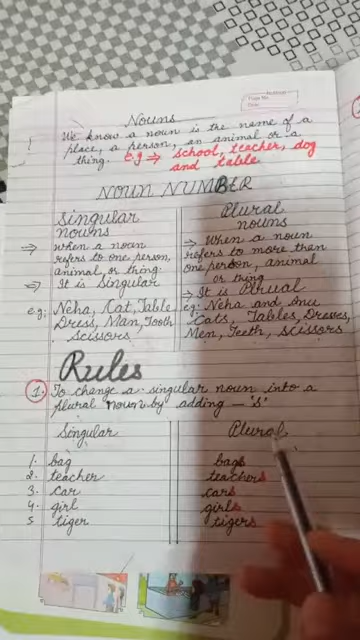 Nouns
We know a noun is the name of a
place, a person, an animal or a
thing. e.g → school, teacher, dog
and table
NOUN NUMBER
Singular
nouns
→ When a noun
refers to one person,
animal or thing.
→ It is Singular
e.g: Neha, Cat, Table
Dress, Man, Tooth
Scissors
Plural
nouns
→ When a noun
refers to more than
one person, animal
or thing
→ It is Plrual
eg: Neha and Anu
Cats, Tables, Dresses,
Men, Teeth, Scissors
Rules
1. To change a singular noun into a
plural noun by adding — 's'
Singular Plural
1. bag bags
2. teacher teachers
3. car cars
4. girl girls
5. tiger tigers